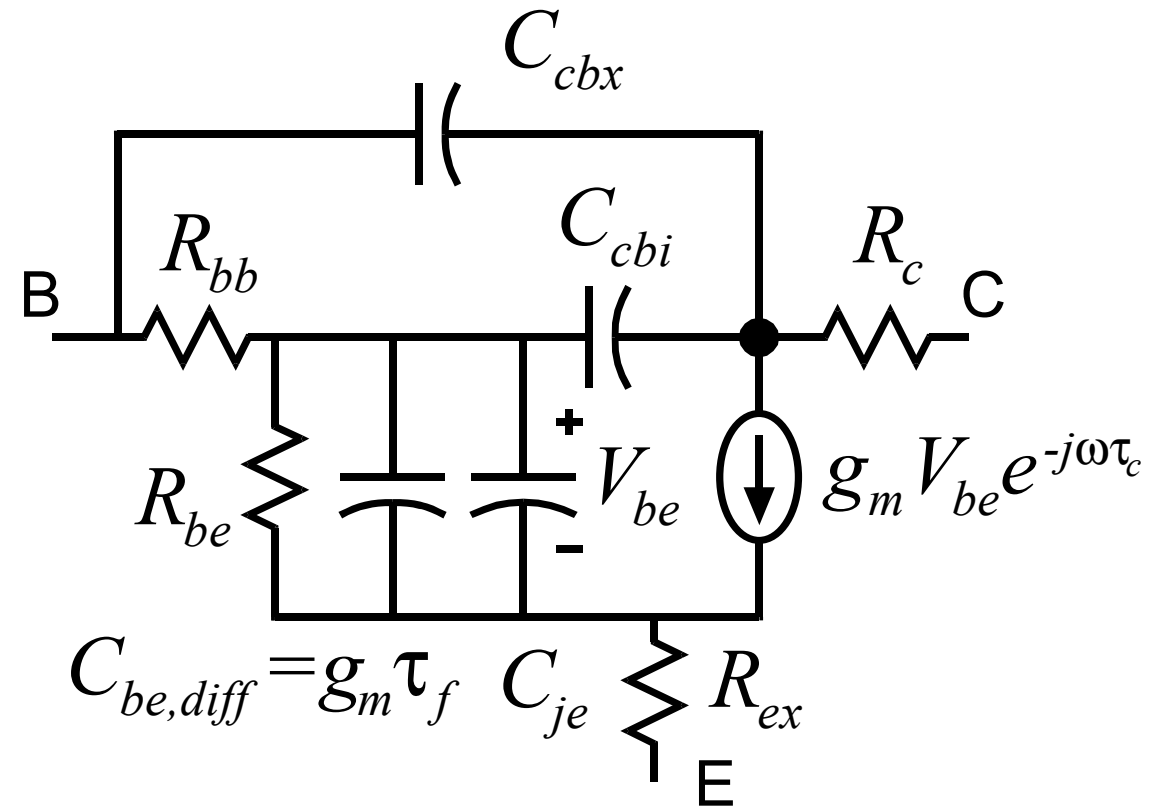 C_cbx
C_cbi
R_bb
R_c
B
C
R_be
+
V_be
-
g_m V_be e^{-jωτ_c}
C_be,diff = g_m τ_f
C_je
R_ex
E